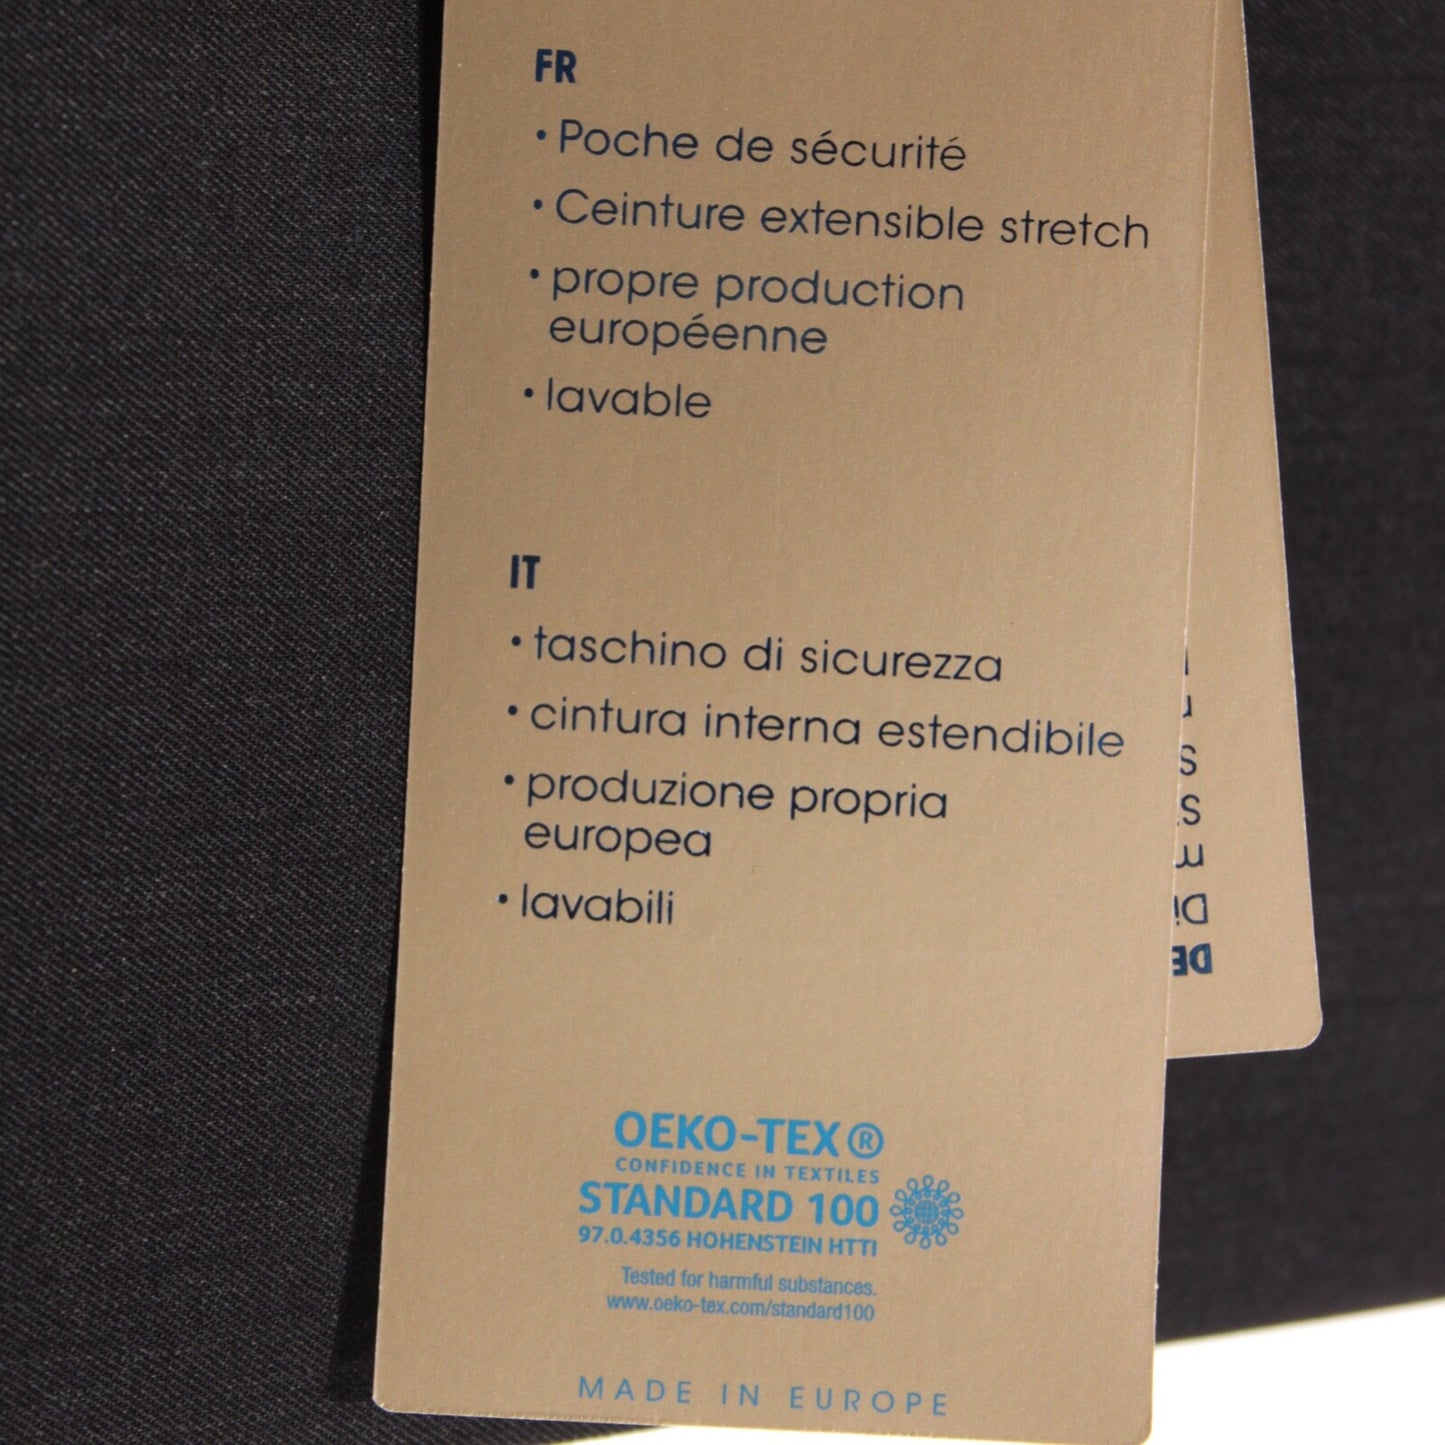 FR
• Poche de sécurité
• Ceinture extensible stretch
• propre production
européenne
• lavable
IT
• taschino di sicurezza
• cintura interna estendibile
• produzione propria
europea
• lavabili
OEKO-TEX®
CONFIDENCE IN TEXTILES
STANDARD 100
97.0.4356 HOHENSTEIN HTTI
Tested for harmful substances.
www.oeko-tex.com/standard100
MADE IN EUROPE
DE